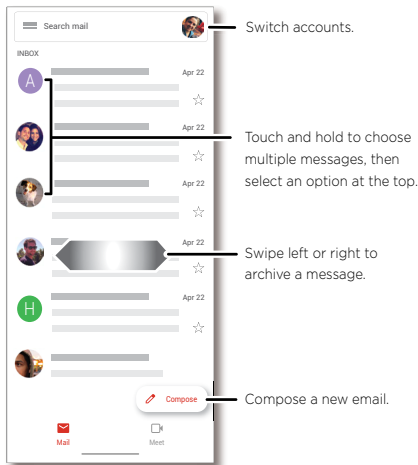 Search mail
Switch accounts.
INBOX
A
Apr 22
Apr 22
Touch and hold to choose
multiple messages, then
select an option at the top.
Apr 22
Apr 22
Swipe left or right to
archive a message.
H
Apr 22
Compose
Compose a new email.
Mail
Meet